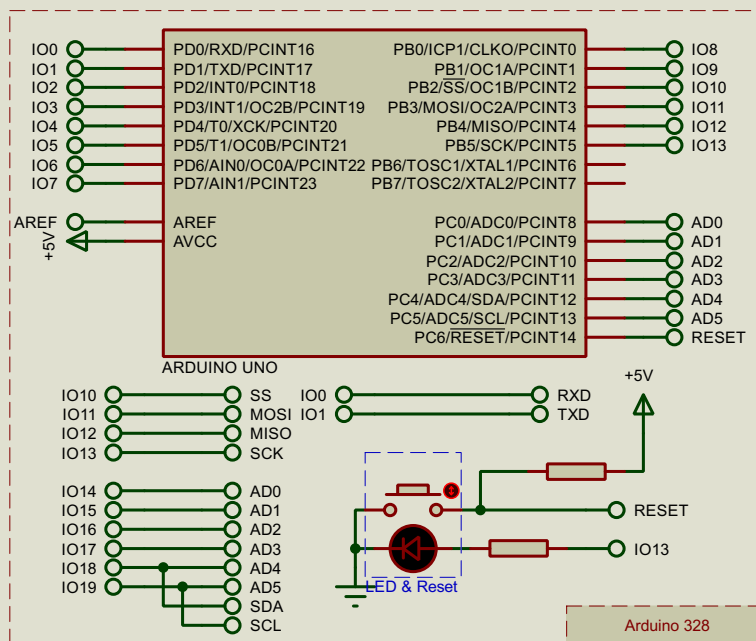 IO0 PD0/RXD/PCINT16 PB0/ICP1/CLKO/PCINT0 IO8
IO1 PD1/TXD/PCINT17 PB1/OC1A/PCINT1 IO9
IO2 PD2/INT0/PCINT18 PB2/SS/OC1B/PCINT2 IO10
IO3 PD3/INT1/OC2B/PCINT19 PB3/MOSI/OC2A/PCINT3 IO11
IO4 PD4/T0/XCK/PCINT20 PB4/MISO/PCINT4 IO12
IO5 PD5/T1/OC0B/PCINT21 PB5/SCK/PCINT5 IO13
IO6 PD6/AIN0/OC0A/PCINT22 PB6/TOSC1/XTAL1/PCINT6
IO7 PD7/AIN1/PCINT23 PB7/TOSC2/XTAL2/PCINT7
AREF AREF PC0/ADC0/PCINT8 AD0
+5V AVCC PC1/ADC1/PCINT9 AD1
PC2/ADC2/PCINT10 AD2
PC3/ADC3/PCINT11 AD3
PC4/ADC4/SDA/PCINT12 AD4
PC5/ADC5/SCL/PCINT13 AD5
PC6/RESET/PCINT14 RESET
ARDUINO UNO
+5V
IO10 SS IO0 RXD
IO11 MOSI IO1 TXD
IO12 MISO
IO13 SCK
IO14 AD0
IO15 AD1 RESET
IO16 AD2
IO17 AD3 IO13
IO18 AD4
IO19 AD5 LED & Reset
SDA
SCL Arduino 328